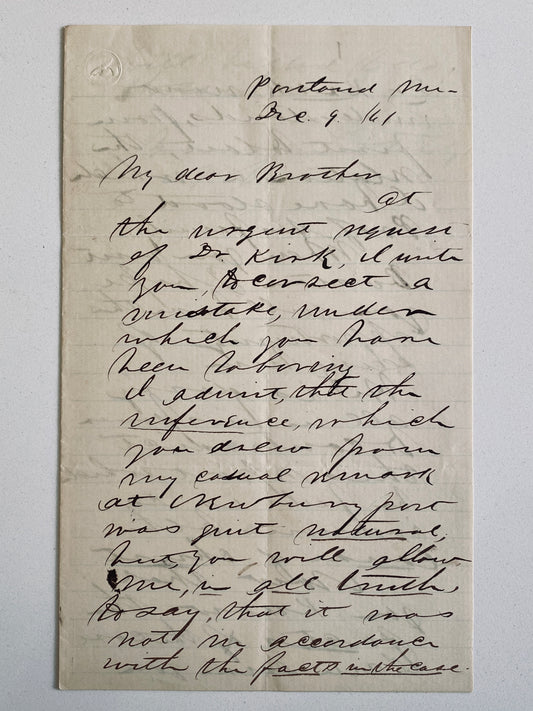 Portland Me-
Dec. 9. /61
My dear Brother
At
the urgent request
of Dr. Kirk, I write
you, to correct a
mistake, under
which you have
been laboring
I admit, that the
inference, which
you drew from
my casual remark
at Newburyport
was quit natural,
but, you will allow
me, in all truth,
to say, that it was
not in accordance
with the facts in the case.